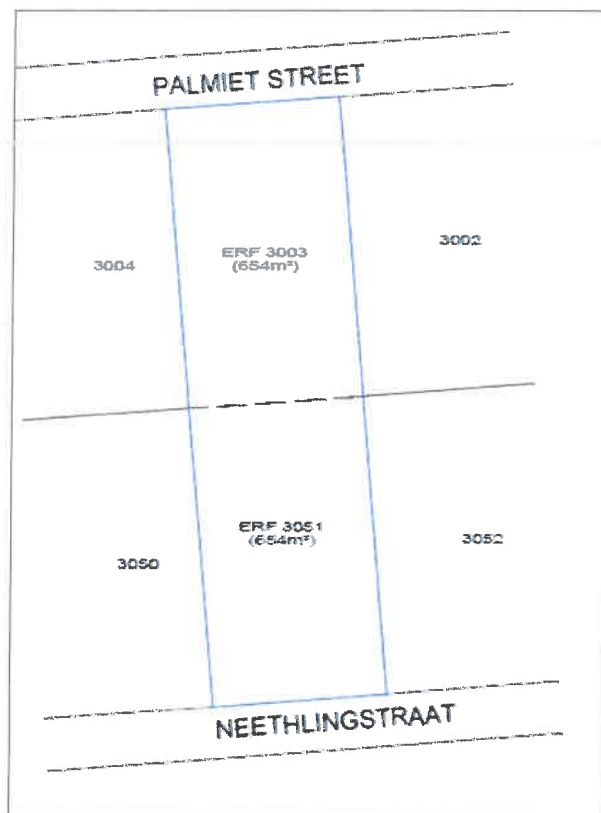 PALMIET STREET
3004
ERF 3003
(654m²)
3002
3050
ERF 3051
(654m²)
3052
NEETHLINGSTRAAT